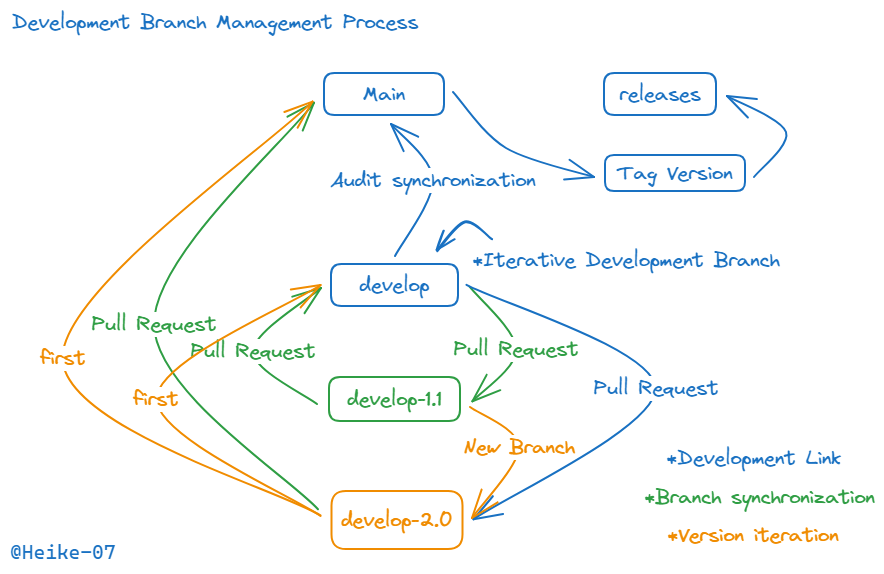 Development Branch Management Process
Main
releases
Tag Version
Audit synchronization
*Iterative Development Branch
develop
Pull Request
Pull Request
Pull Request
first
Pull Request
first
develop-1.1
New Branch
*Development Link
*Branch synchronization
develop-2.0
*Version iteration
@Heike-07